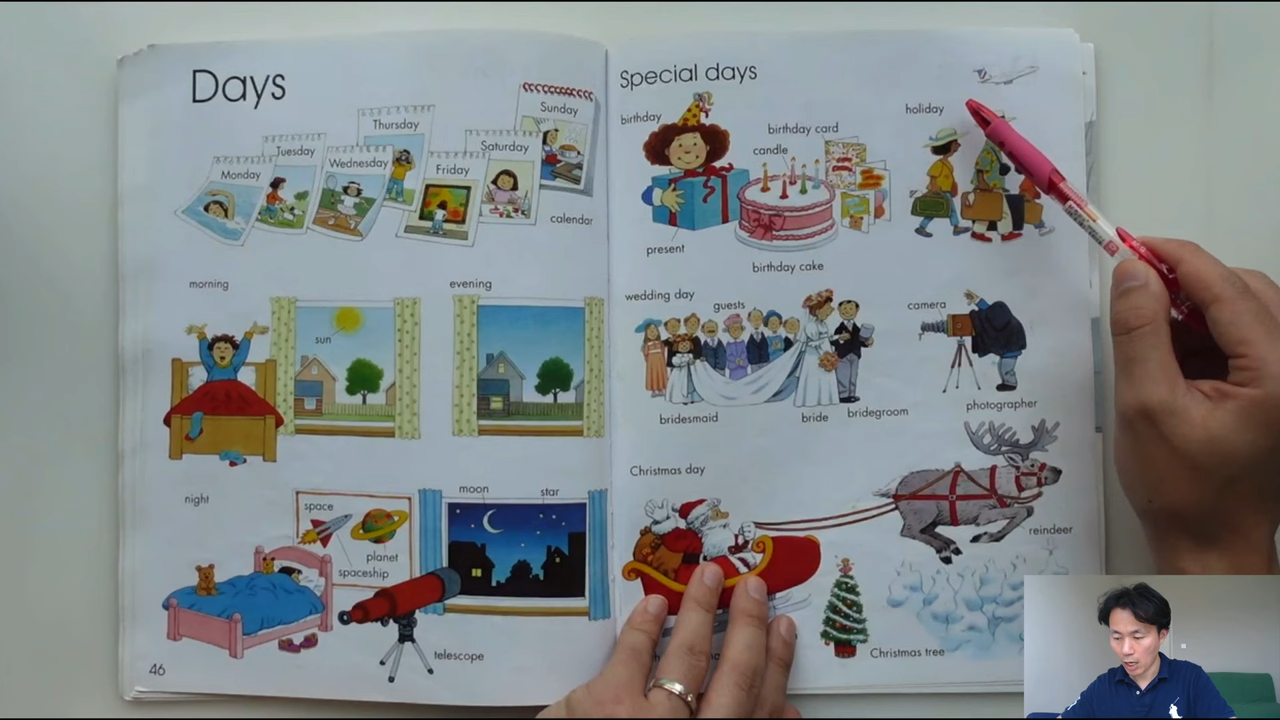 Days
Monday
Tuesday
Wednesday
Thursday
Friday
Saturday
Sunday
calendar
morning
sun
evening
night
space
planet
spaceship
moon
star
telescope
46
Special days
birthday
birthday card
candle
present
birthday cake
holiday
wedding day
guests
bridesmaid
bride
bridegroom
camera
photographer
Christmas day
reindeer
Christmas tree